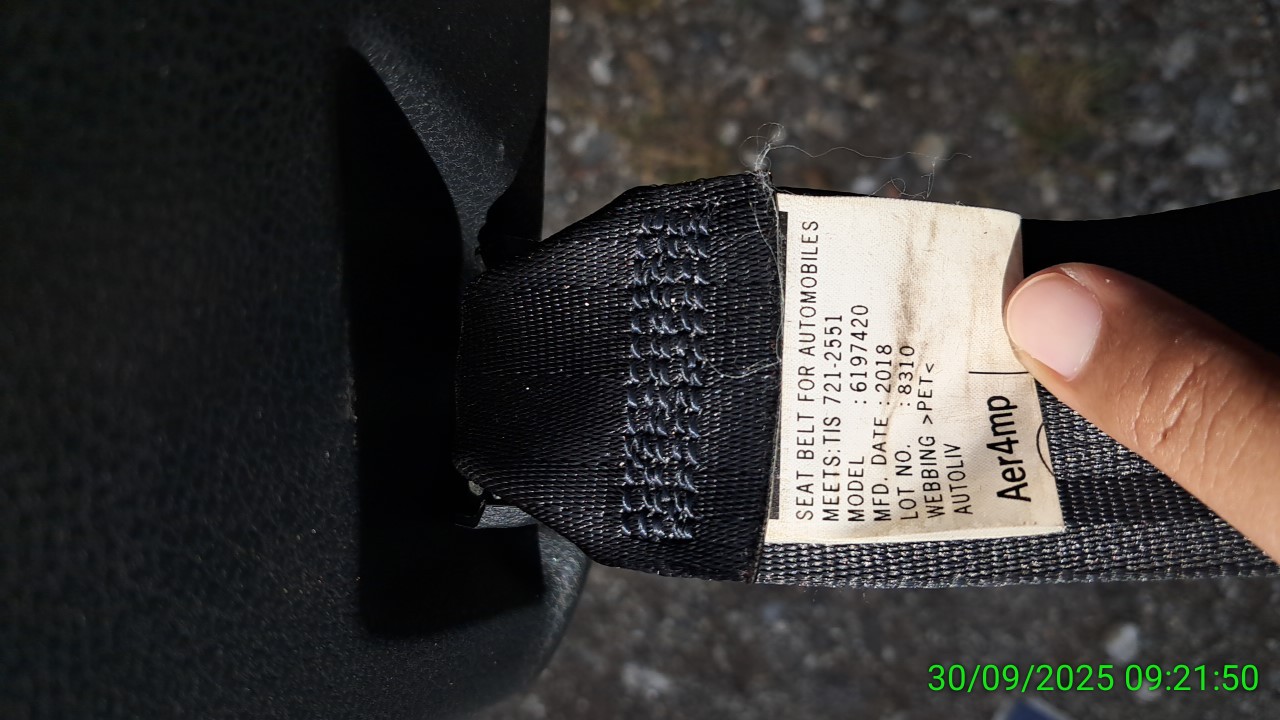 SEAT BELT FOR AUTOMOBILES
MEETS: TIS 721-2551
MODEL : 6197420
MFD. DATE : 2018
LOT NO. : 8310
WEBBING >PET<
AUTOLIV
Aer4mp
30/09/2025 09:21:50